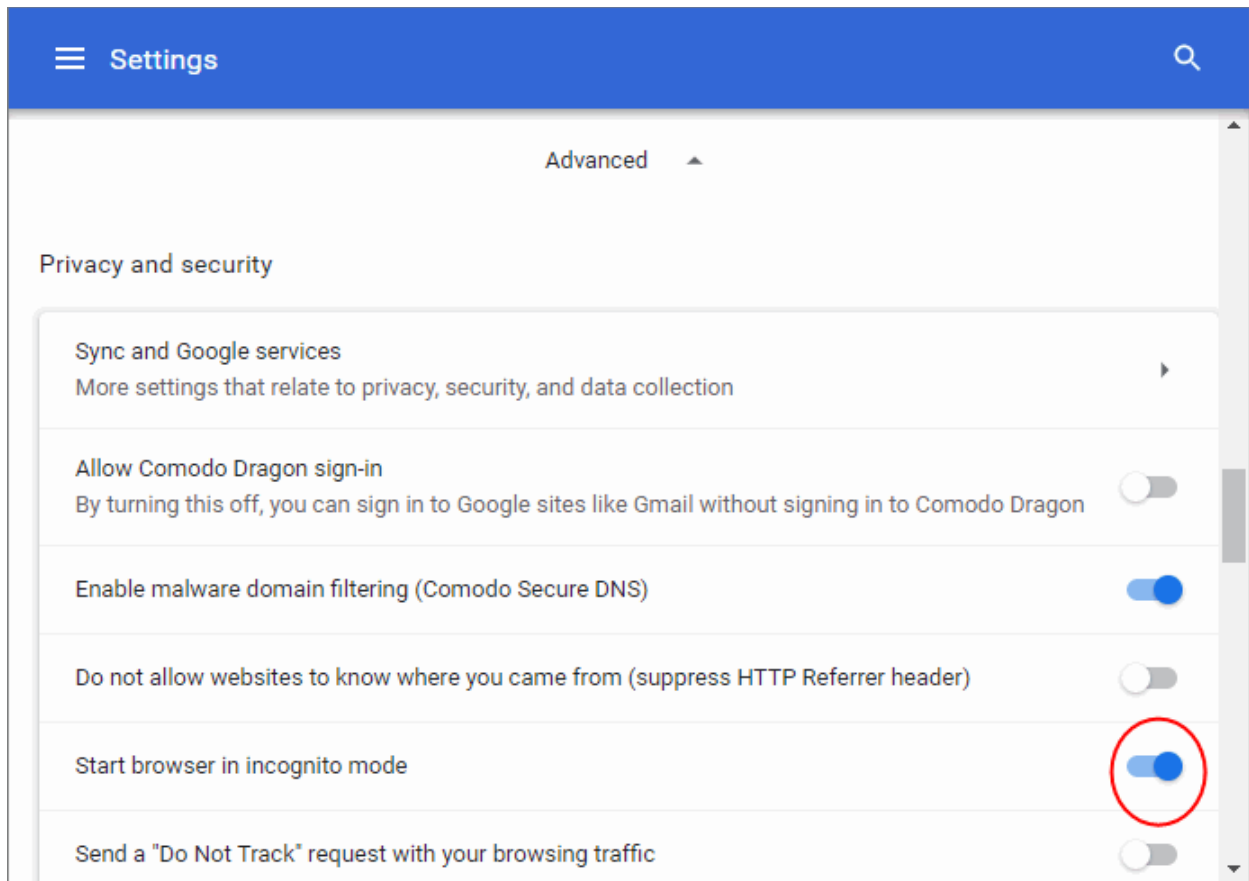 Settings
Advanced
Privacy and security
Sync and Google services
More settings that relate to privacy, security, and data collection
Allow Comodo Dragon sign-in
By turning this off, you can sign in to Google sites like Gmail without signing in to Comodo Dragon
Enable malware domain filtering (Comodo Secure DNS)
Do not allow websites to know where you came from (suppress HTTP Referrer header)
Start browser in incognito mode
Send a "Do Not Track" request with your browsing traffic